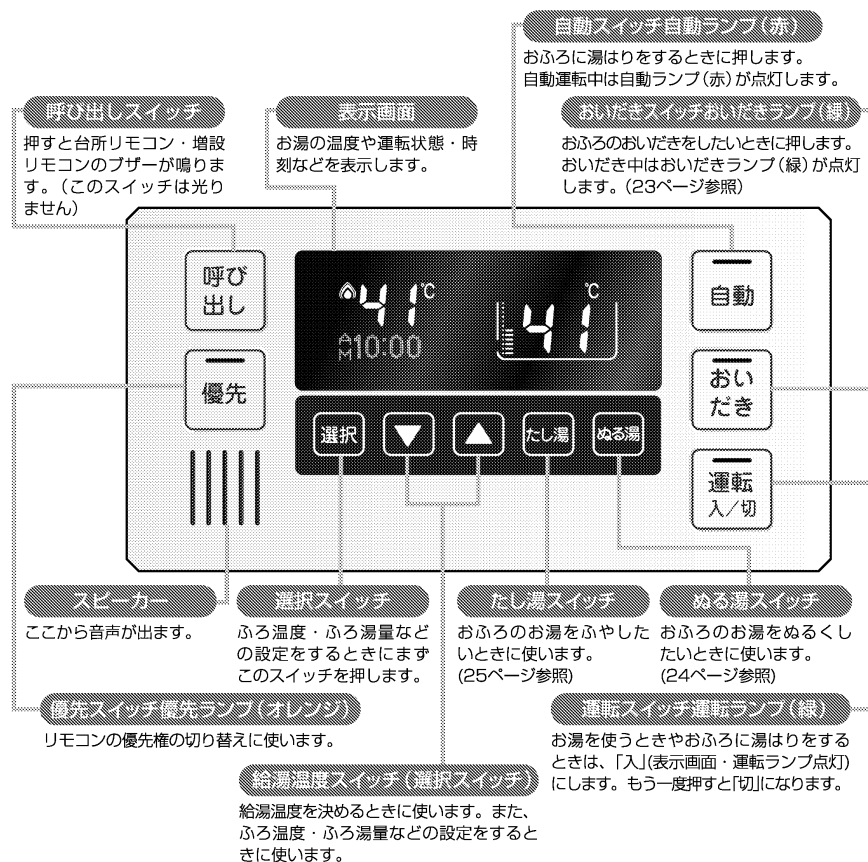 自動スイッチ自動ランプ(赤)
おふろに湯はりをするときに押します。
自動運転中は自動ランプ(赤)が点灯します。
呼び出しスイッチ
押すと台所リモコン・増設
リモコンのブザーが鳴りま
す。(このスイッチは光り
ません)
表示画面
お湯の温度や運転状態・時
刻などを表示します。
おいだきスイッチおいだきランプ(緑)
おふろのおいだきをしたいときに押します。
おいだき中はおいだきランプ(緑)が点灯
します。(23ページ参照)
呼び
出し
優先
41℃
AM10:00
41
℃
自動
おい
だき
運転
入/切
選択
▼
▲
たし湯
ぬる湯
スピーカー
ここから音声が出ます。
選択スイッチ
ふろ温度・ふろ湯量など
の設定をするときにまず
このスイッチを押します。
たし湯スイッチ
おふろのお湯をふやした
いときに使います。
(25ページ参照)
ぬる湯スイッチ
おふろのお湯をぬるくし
たいときに使います。
(24ページ参照)
優先スイッチ優先ランプ(オレンジ)
リモコンの優先権の切り替えに使います。
運転スイッチ運転ランプ(緑)
お湯を使うときやおふろに湯はりをする
ときは、「入」(表示画面・運転ランプ点灯)
にします。もう一度押すと「切」になります。
給湯温度スイッチ(選択スイッチ)
給湯温度を決めるときに使います。また、
ふろ温度・ふろ湯量などの設定をすると
きに使います。